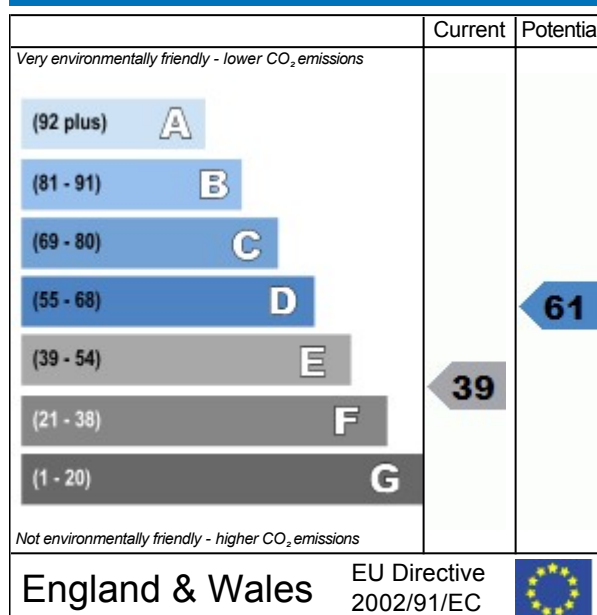 Current Potentia
Very environmentally friendly - lower CO₂ emissions
(92 plus) A
(81 - 91) B
(69 - 80) C
(55 - 68) D
61
(39 - 54) E
39
(21 - 38) F
(1 - 20) G
Not environmentally friendly - higher CO₂ emissions
England & Wales
EU Directive
2002/91/EC